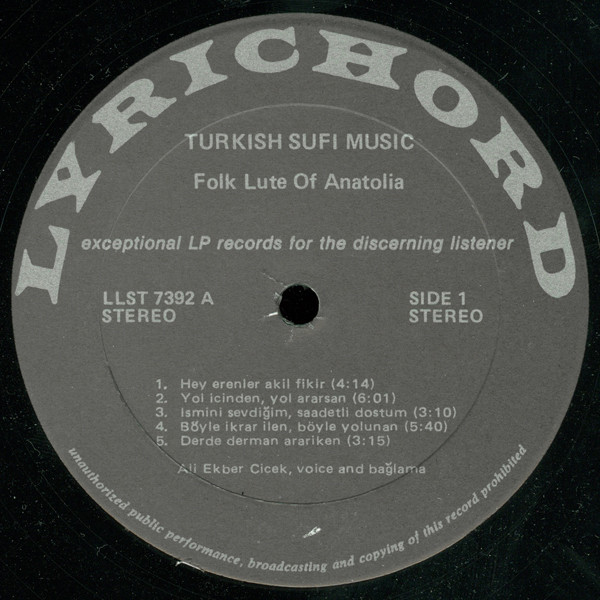 LYRICHORD
TURKISH SUFI MUSIC
Folk Lute Of Anatolia
exceptional LP records for the discerning listener
LLST 7392 A
STEREO
SIDE 1
STEREO
1. Hey erenler akil fikir (4:14)
2. Yol icinden, yol ararsan (6:01)
3. Ismini sevdiğim, saadetli dostum (3:10)
4. Böyle ikrar ilen, böyle yolunan (5:40)
5. Derde derman arariken (3:15)
Ali Ekber Cicek, voice and bağlama
unauthorized public performance, broadcasting and copying of this record prohibited